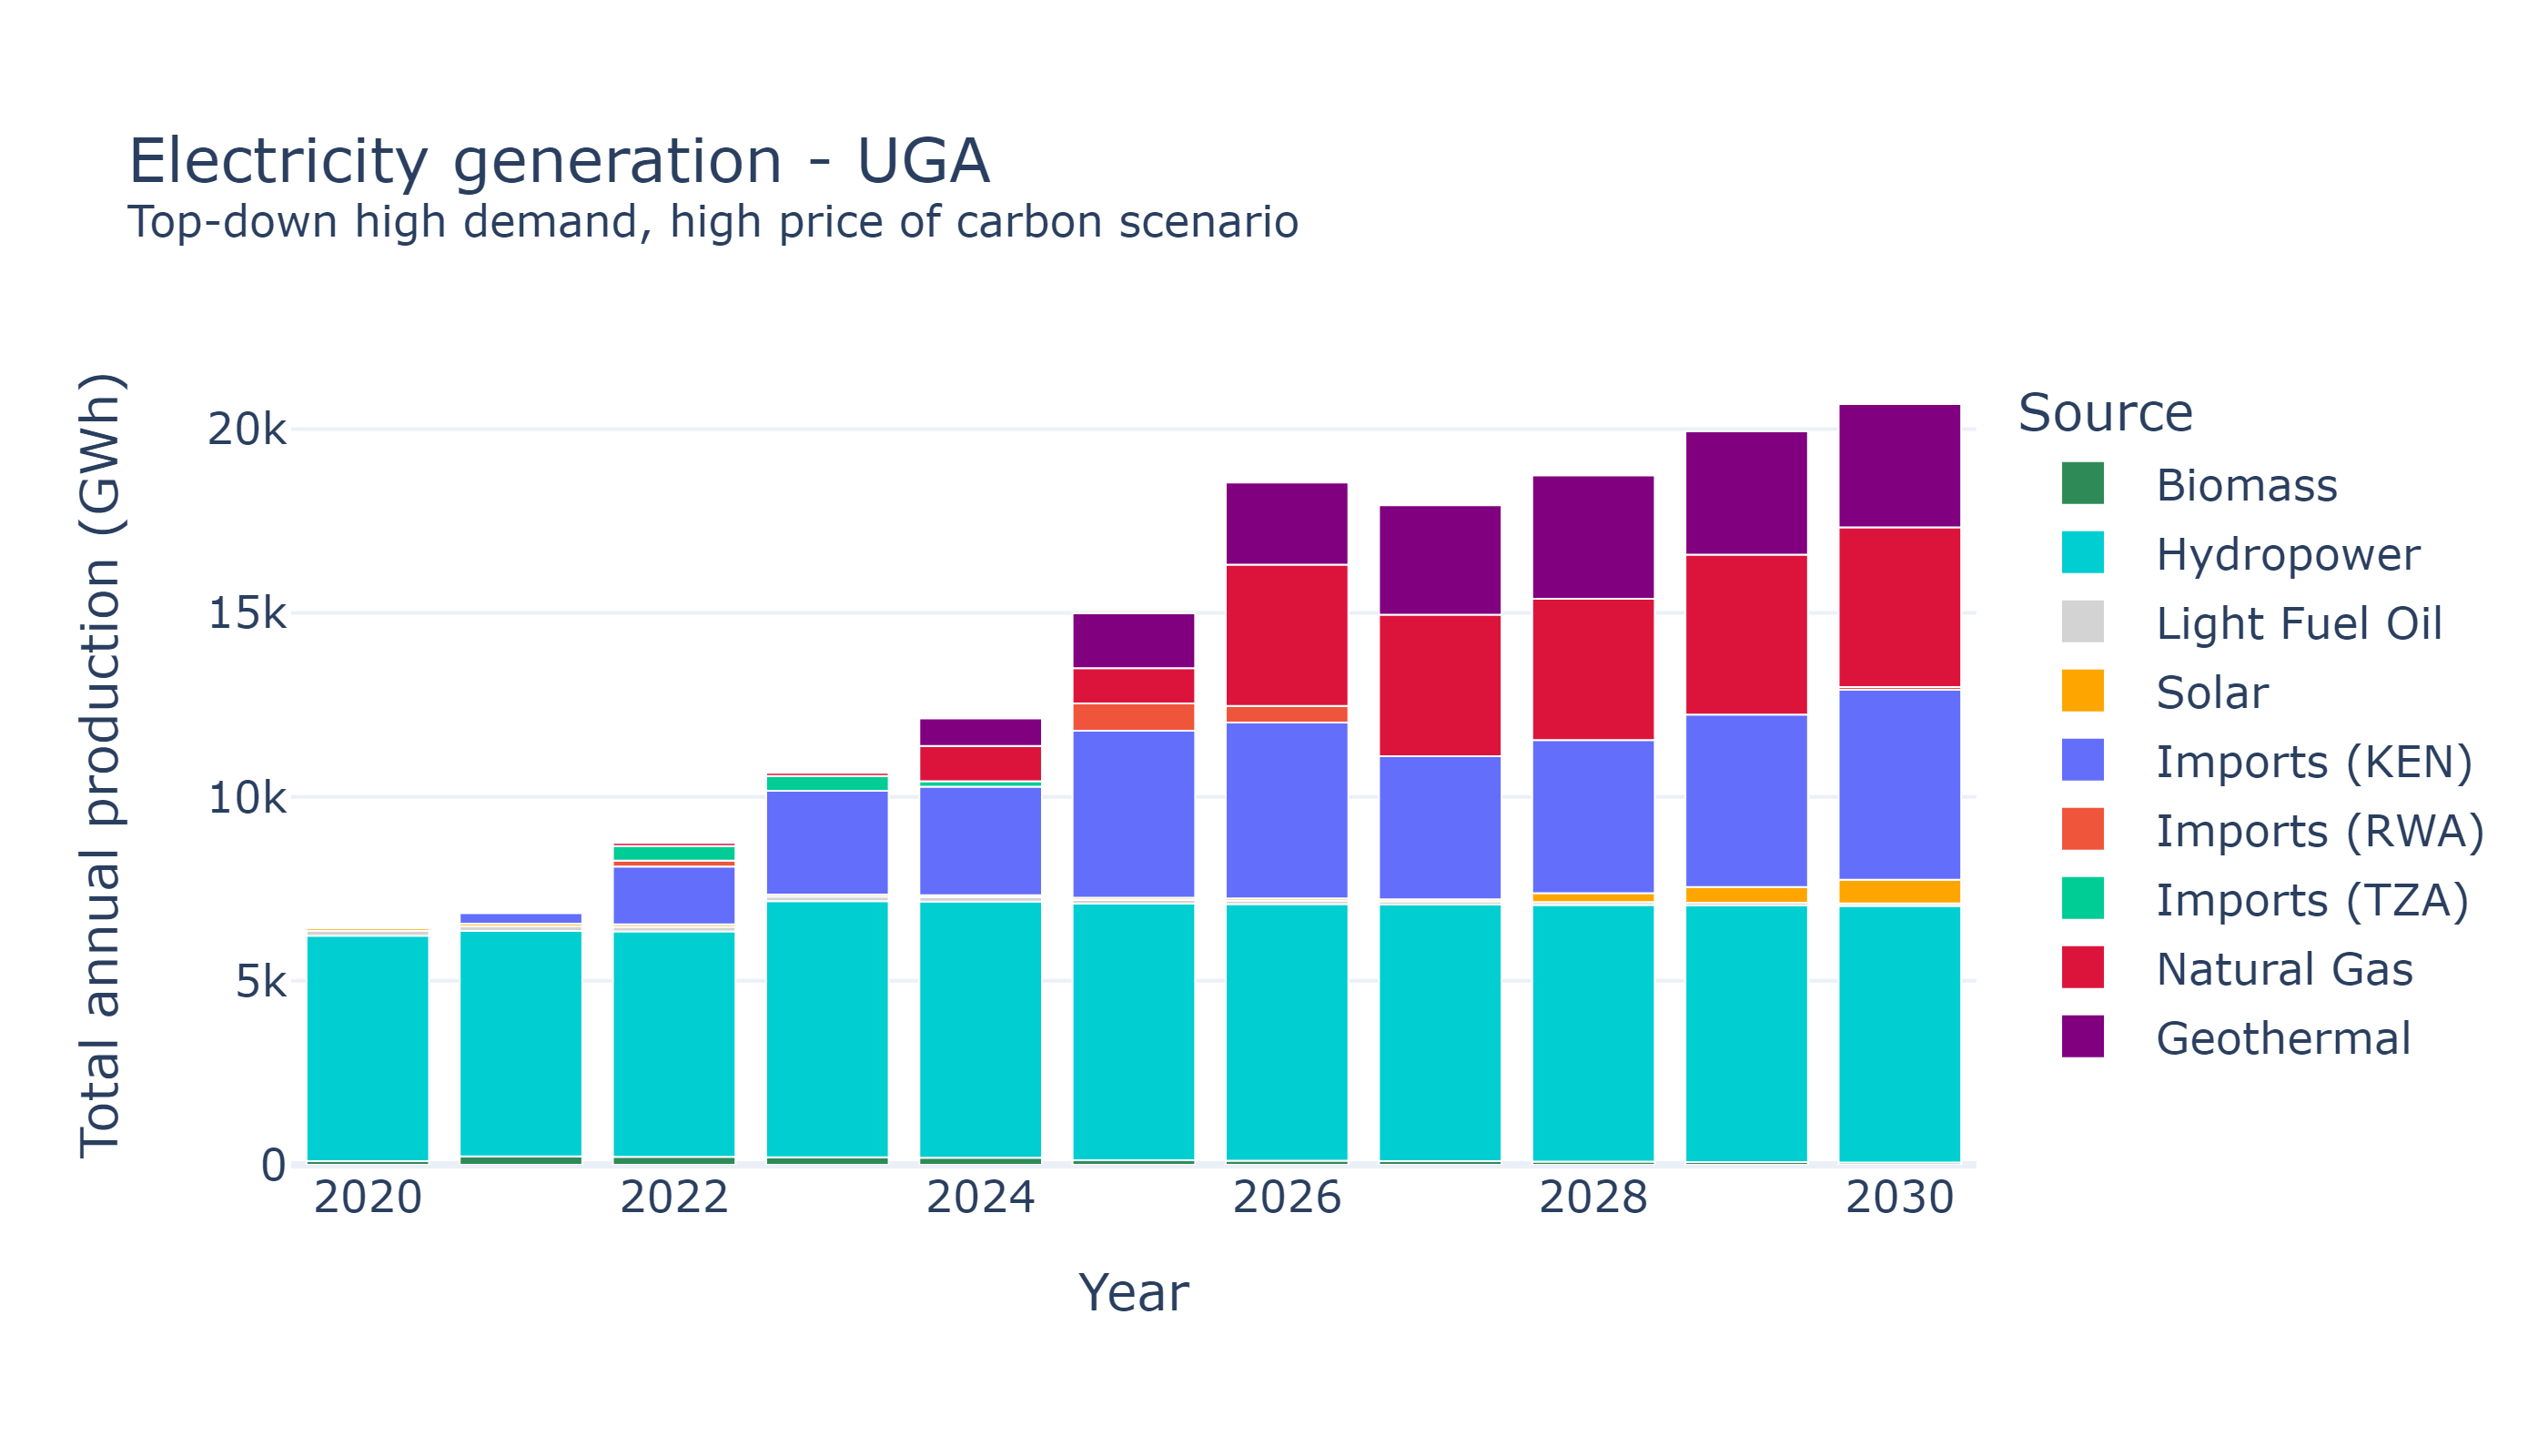 Electricity generation - UGA
Top-down high demand, high price of carbon scenario
Total annual production (GWh)
20k
15k
10k
5k
0
2020
2022
2024
2026
2028
2030
Year
Source
Biomass
Hydropower
Light Fuel Oil
Solar
Imports (KEN)
Imports (RWA)
Imports (TZA)
Natural Gas
Geothermal